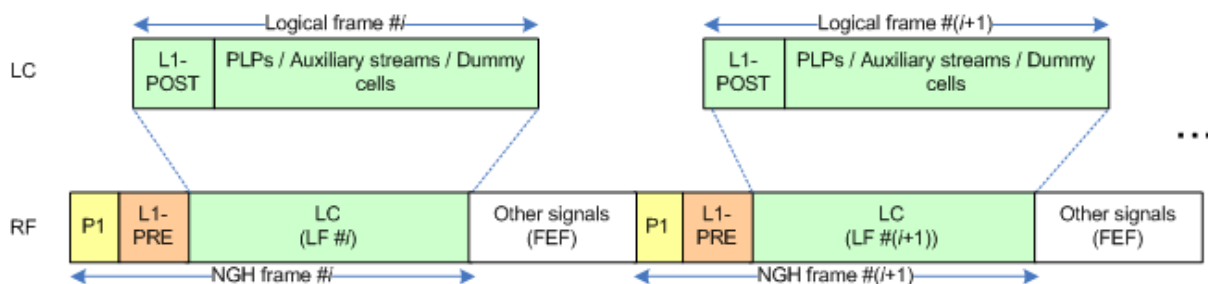 Logical frame #i
Logical frame #(i+1)
LC
L1-
POST
PLPs / Auxiliary streams / Dummy
cells
L1-
POST
PLPs / Auxiliary streams / Dummy
cells
...
RF
P1
L1-
PRE
LC
(LF #i)
Other signals
(FEF)
P1
L1-
PRE
LC
(LF #(i+1))
Other signals
(FEF)
NGH frame #i
NGH frame #(i+1)